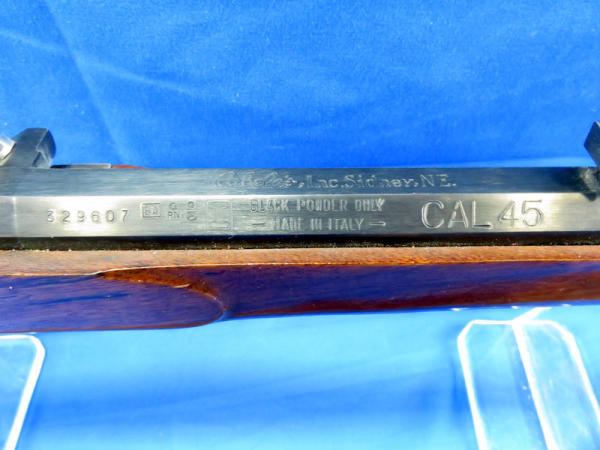 Cabela's, Inc. Sidney, NE.
329607
BLACK POWDER ONLY
— MADE IN ITALY —
CAL 45